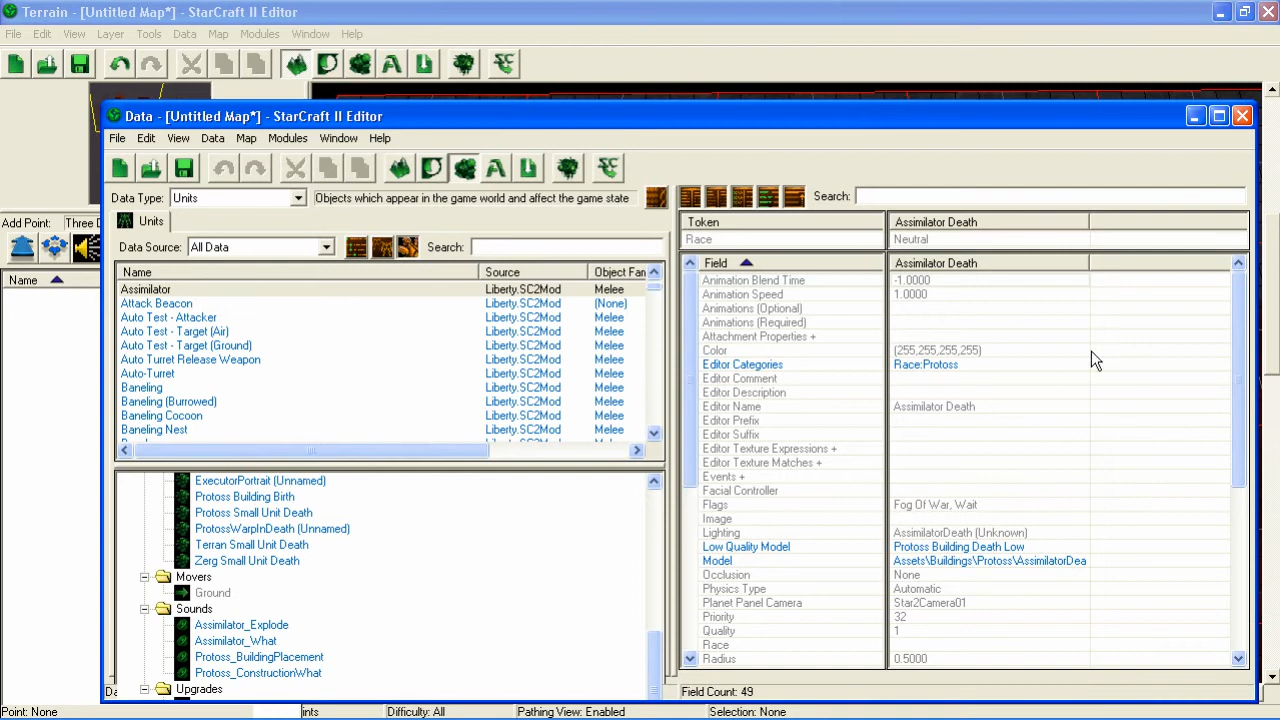 Terrain - [Untitled Map*] - StarCraft II Editor
File Edit View Layer Tools Data Map Modules Window Help
Data - [Untitled Map*] - StarCraft II Editor
File Edit View Data Map Modules Window Help
Data Type: Units Objects which appear in the game world and affect the game state
Search:
Add Point: Three D
Units
Token Assimilator Death
Race Neutral
Data Source: All Data Search:
Name
Name Source Object Fan
Field Assimilator Death
Assimilator Liberty.SC2Mod Melee
Attack Beacon Liberty.SC2Mod (None)
Auto Test - Attacker Liberty.SC2Mod Melee
Auto Test - Target (Air) Liberty.SC2Mod Melee
Auto Test - Target (Ground) Liberty.SC2Mod Melee
Auto Turret Release Weapon Liberty.SC2Mod Melee
Auto-Turret Liberty.SC2Mod Melee
Baneling Liberty.SC2Mod Melee
Baneling (Burrowed) Liberty.SC2Mod Melee
Baneling Cocoon Liberty.SC2Mod Melee
Baneling Nest Liberty.SC2Mod Melee
ExecutorPortrait (Unnamed)
Protoss Building Birth
Protoss Small Unit Death
ProtossWarpInDeath (Unnamed)
Terran Small Unit Death
Zerg Small Unit Death
Movers
Ground
Sounds
Assimilator_Explode
Assimilator_What
Protoss_BuildingPlacement
Protoss_ConstructionWhat
Upgrades
Animation Blend Time -1.0000
Animation Speed 1.0000
Animations (Optional)
Animations (Required)
Attachment Properties +
Color (255,255,255,255)
Editor Categories Race:Protoss
Editor Comment
Editor Description
Editor Name Assimilator Death
Editor Prefix
Editor Suffix
Editor Texture Expressions +
Editor Texture Matches +
Events +
Facial Controller
Flags Fog Of War, Wait
Image
Lighting AssimilatorDeath (Unknown)
Low Quality Model Protoss Building Death Low
Model Assets\Buildings\Protoss\AssimilatorDea
Occlusion None
Physics Type Automatic
Planet Panel Camera Star2Camera01
Priority 32
Quality 1
Race
Radius 0.5000
Field Count: 49
Point: None ints Difficulty: All Pathing View: Enabled Selection: None